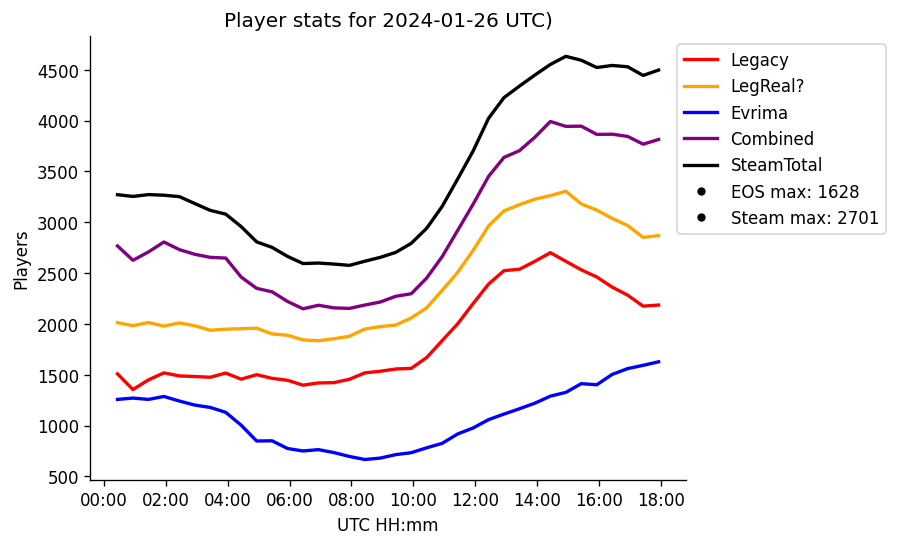 Player stats for 2024-01-26 UTC)
Legacy
LegReal?
Evrima
Combined
SteamTotal
EOS max: 1628
Steam max: 2701
Players
4500
4000
3500
3000
2500
2000
1500
1000
500
00:00 02:00 04:00 06:00 08:00 10:00 12:00 14:00 16:00 18:00
UTC HH:mm